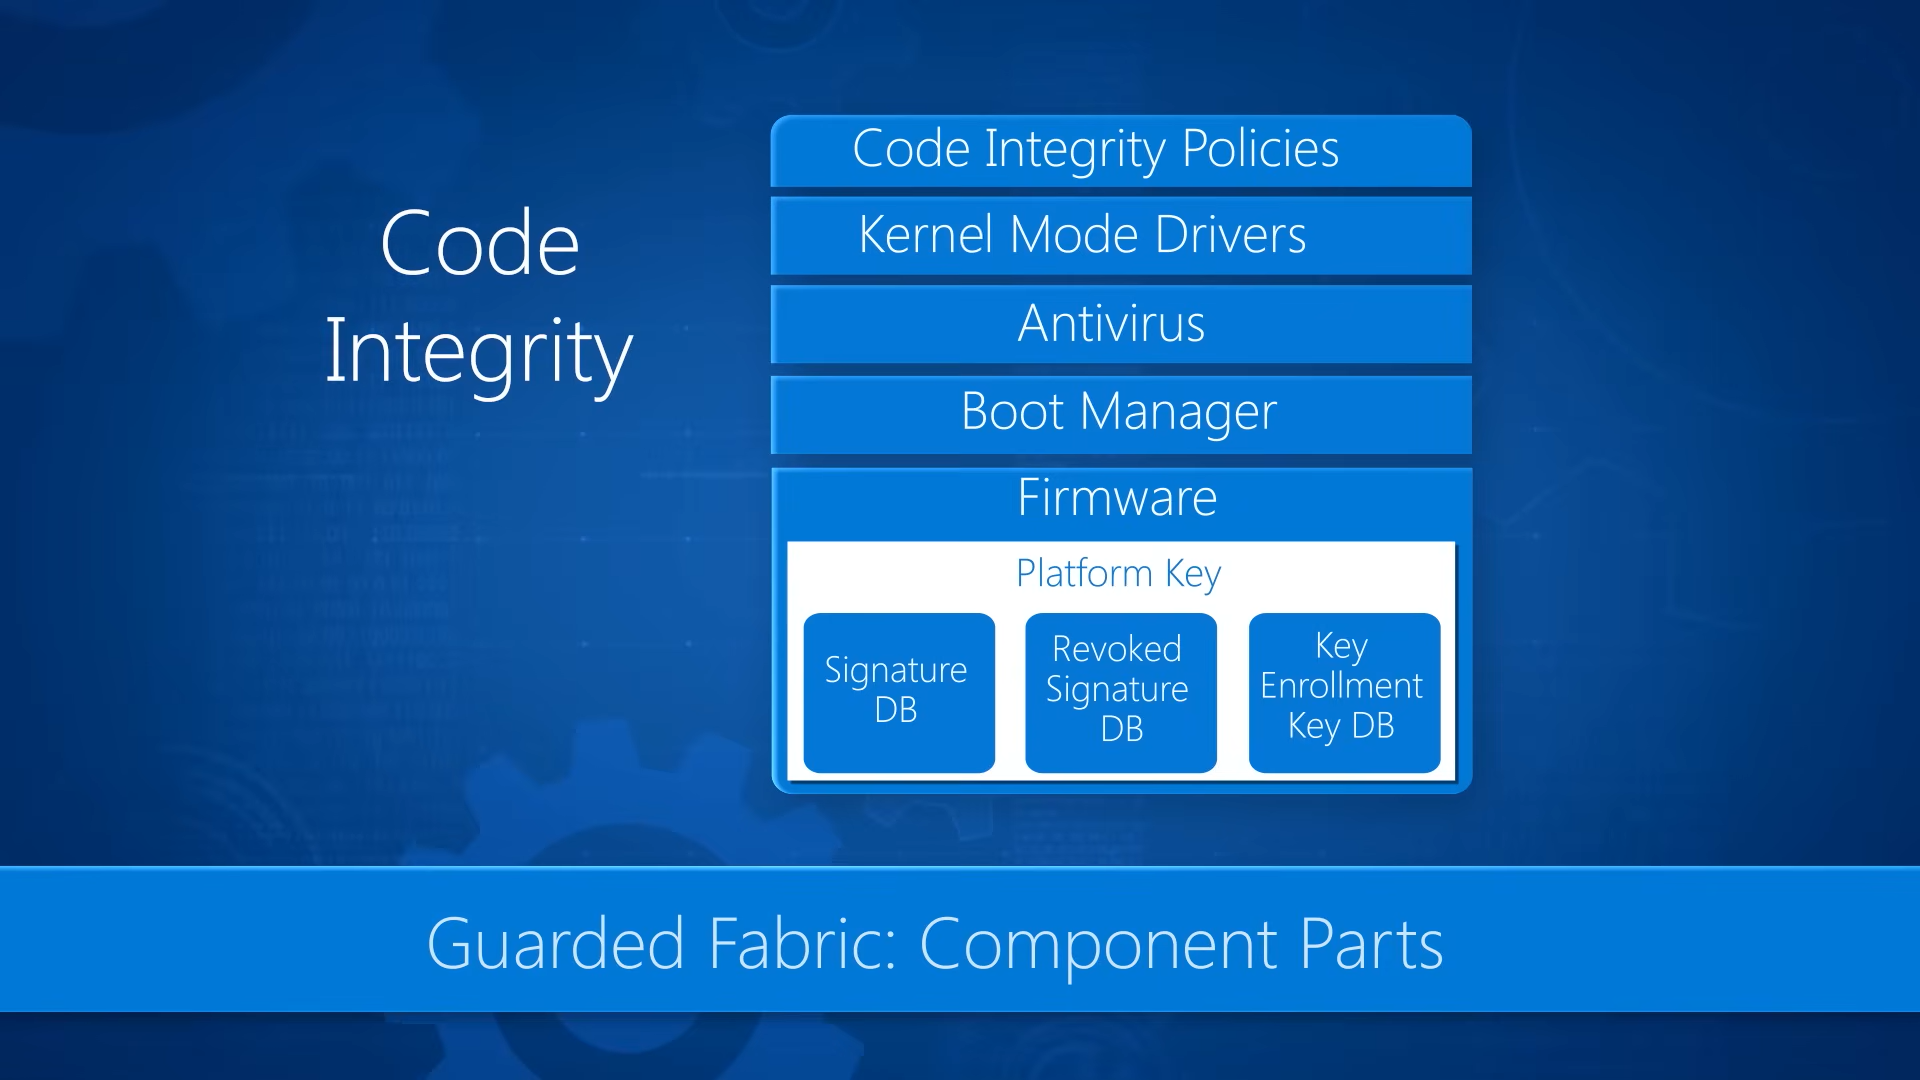 Code
Integrity
Code Integrity Policies
Kernel Mode Drivers
Antivirus
Boot Manager
Firmware
Platform Key
Signature
DB
Revoked
Signature
DB
Key
Enrollment
Key DB
Guarded Fabric: Component Parts